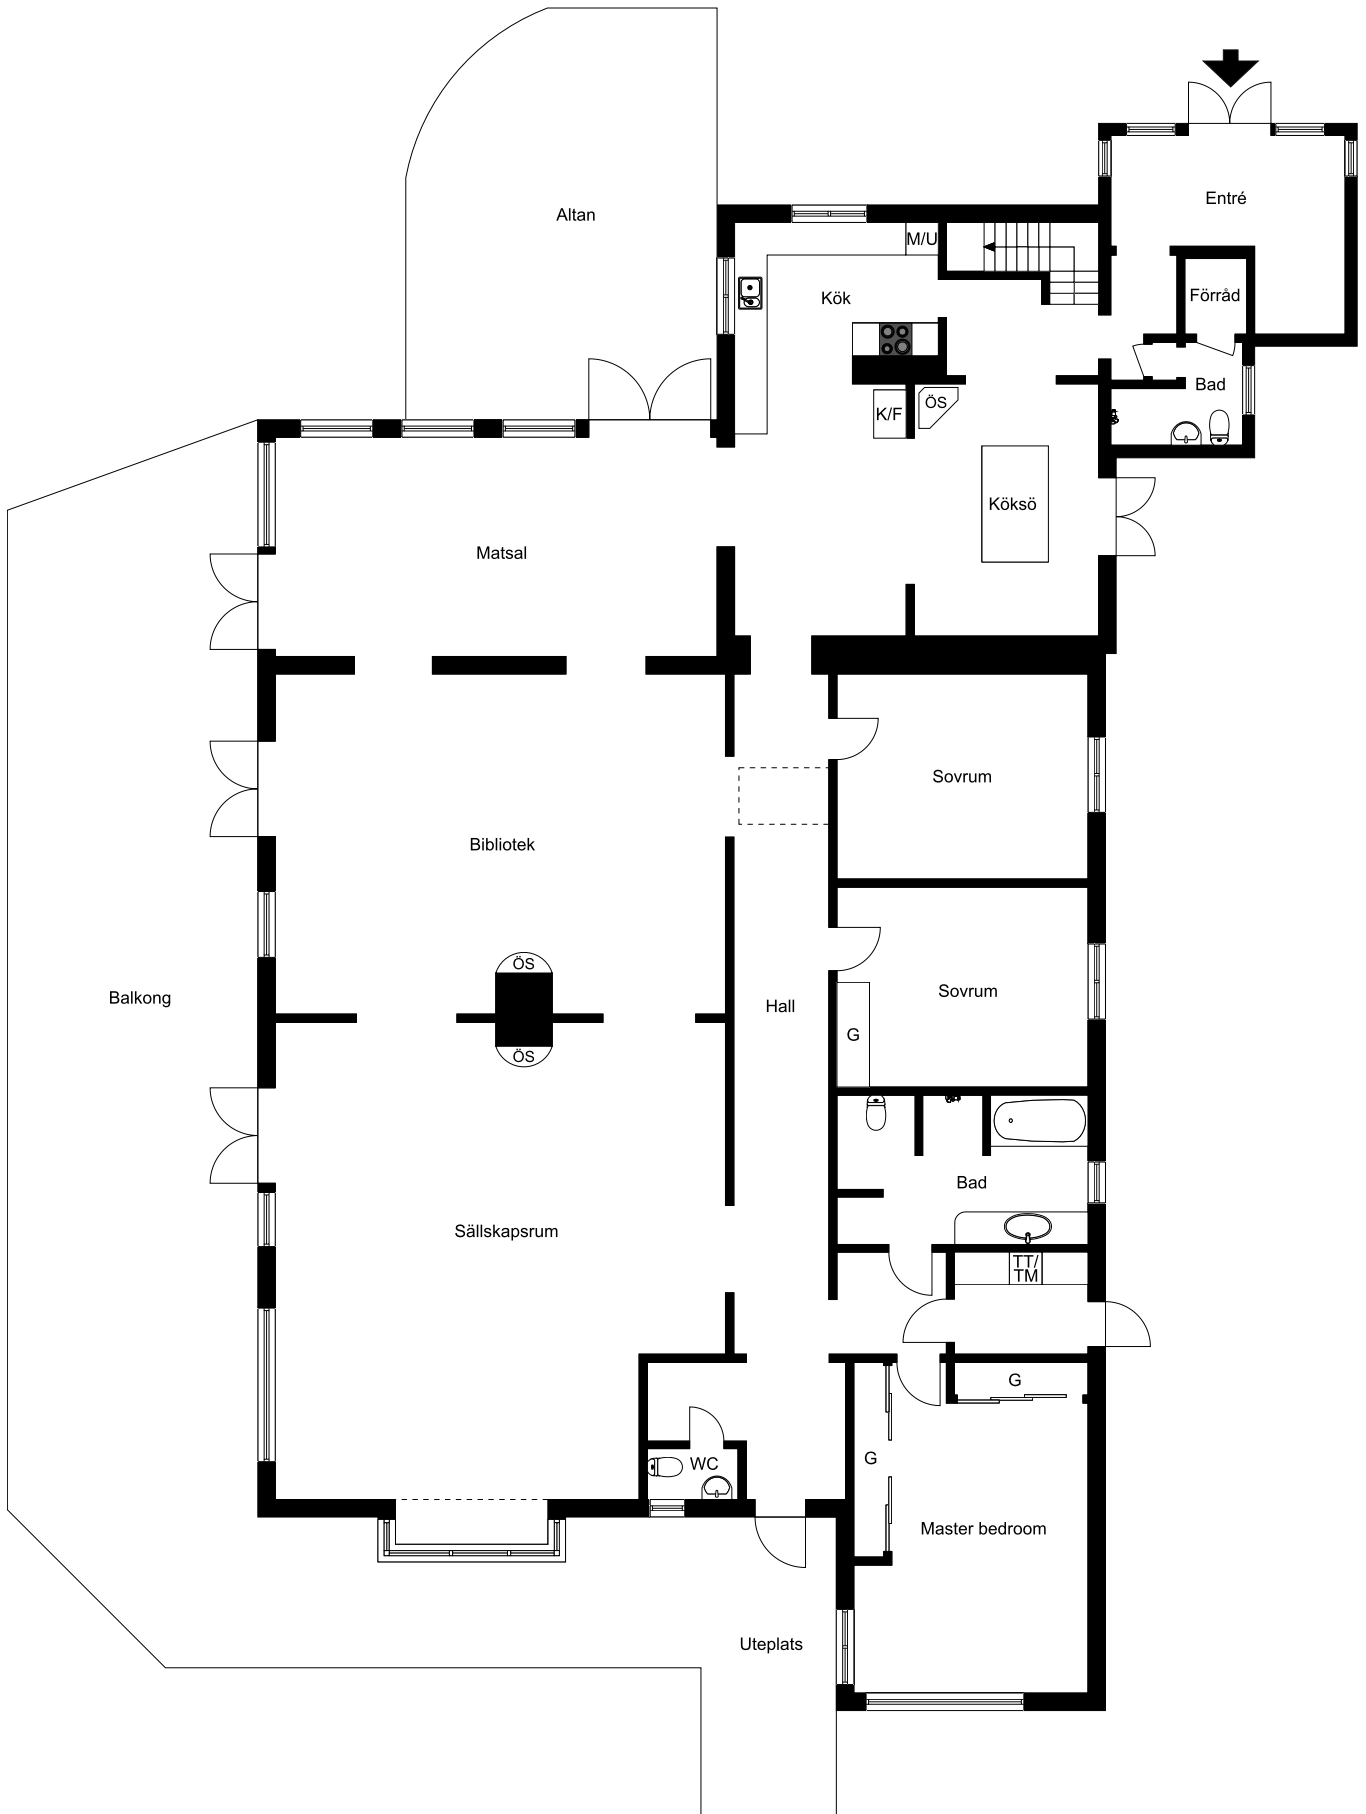 Altan
Entré
M/U
Kök
Förråd
Bad
K/F
ÖS
Köksö
Matsal
Sovrum
Bibliotek
ÖS
Balkong
Hall
Sovrum
G
ÖS
Bad
Sällskapsrum
TT/
TM
G
G
WC
Master bedroom
Uteplats